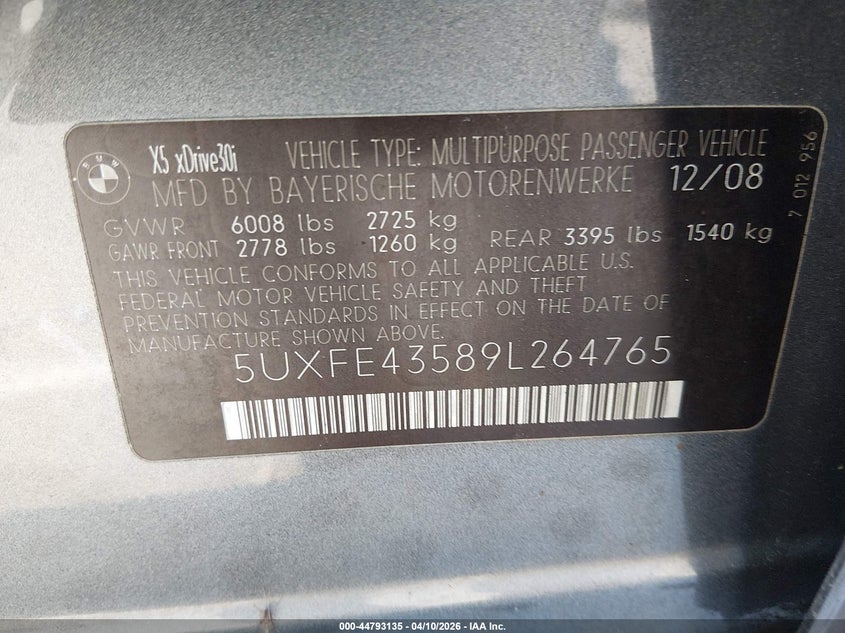 X5 xDrive30i VEHICLE TYPE: MULTIPURPOSE PASSENGER VEHICLE
BMW
MFD BY BAYERISCHE MOTORENWERKE 12/08
GVWR 6008 lbs 2725 kg
GAWR FRONT 2778 lbs 1260 kg REAR 3395 lbs 1540 kg
THIS VEHICLE CONFORMS TO ALL APPLICABLE U.S.
FEDERAL MOTOR VEHICLE SAFETY AND THEFT
PREVENTION STANDARDS IN EFFECT ON THE DATE OF
MANUFACTURE SHOWN ABOVE.
5UXFE43589L264765
7 012 956
000-44793135 - 04/10/2026 - IAA Inc.